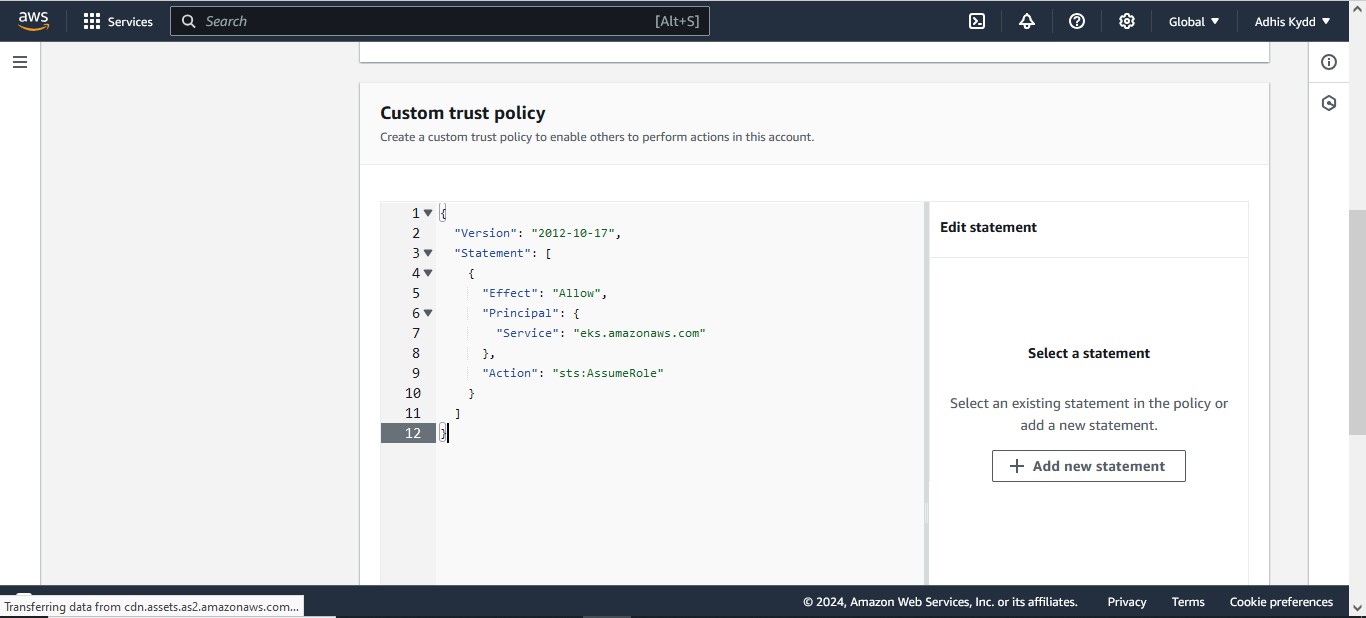 aws
Services
Search
[Alt+S]
Global
Adhis Kydd
Custom trust policy
Create a custom trust policy to enable others to perform actions in this account.
1 {
2 "Version": "2012-10-17",
3 "Statement": [
4 {
5 "Effect": "Allow",
6 "Principal": {
7 "Service": "eks.amazonaws.com"
8 },
9 "Action": "sts:AssumeRole"
10 }
11 ]
12 }
Edit statement
Select a statement
Select an existing statement in the policy or
add a new statement.
Add new statement
Transferring data from cdn.assets.as2.amazonaws.com...
© 2024, Amazon Web Services, Inc. or its affiliates.
Privacy
Terms
Cookie preferences